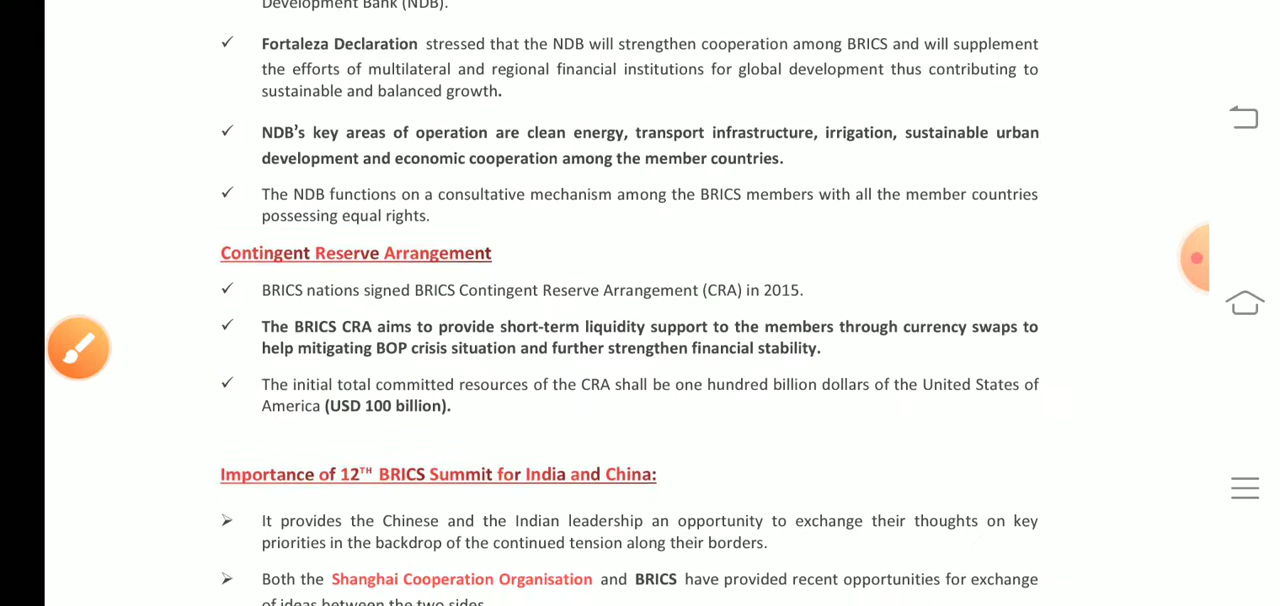 Development Bank (NDB).
✓ Fortaleza Declaration stressed that the NDB will strengthen cooperation among BRICS and will supplement
the efforts of multilateral and regional financial institutions for global development thus contributing to
sustainable and balanced growth.
✓ NDB's key areas of operation are clean energy, transport infrastructure, irrigation, sustainable urban
development and economic cooperation among the member countries.
✓ The NDB functions on a consultative mechanism among the BRICS members with all the member countries
possessing equal rights.
Contingent Reserve Arrangement
✓ BRICS nations signed BRICS Contingent Reserve Arrangement (CRA) in 2015.
✓ The BRICS CRA aims to provide short-term liquidity support to the members through currency swaps to
help mitigating BOP crisis situation and further strengthen financial stability.
✓ The initial total committed resources of the CRA shall be one hundred billion dollars of the United States of
America (USD 100 billion).
Importance of 12TH BRICS Summit for India and China:
➢ It provides the Chinese and the Indian leadership an opportunity to exchange their thoughts on key
priorities in the backdrop of the continued tension along their borders.
➢ Both the Shanghai Cooperation Organisation and BRICS have provided recent opportunities for exchange
of ideas between the two sides.